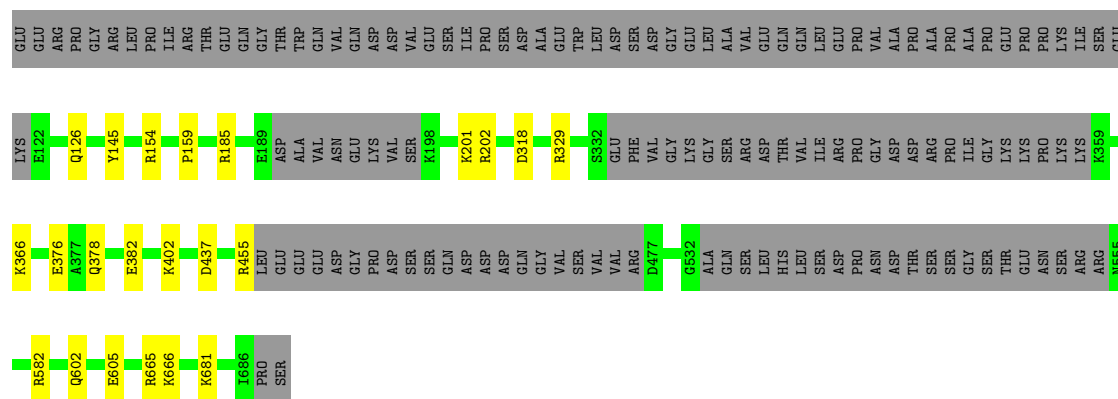 GLU GLU ARG PRO GLY ARG LEU PRO ILE ARG THR GLU GLN GLY THR TRP GLN VAL GLN ASP ASP VAL GLU SER ILE PRO SER ASP ALA GLU TRP LEU ASP SER ASP GLY GLU LEU ALA VAL GLU GLN GLN LEU GLU PRO VAL ALA PRO ALA PRO ALA PRO GLU PRO PRO LYS ILE SER GLU
LYS E122 Q126 Y145 R154 P159 R185 E189 ASP ALA VAL ASN GLU LYS VAL SER K198 K201 R202 D318 R329 S332 GLU PHE VAL GLY LYS GLY SER ARG ASP THR VAL ILE ARG PRO GLY ASP ASP ARG PRO ILE GLY LYS LYS PRO LYS LYS K359
K366 E376 A377 Q378 E382 K402 D437 R455 LEU GLU GLU GLU ASP GLY PRO ASP SER SER GLN ASP ASP ASP GLN GLY VAL SER VAL VAL ARG D477 G532 ALA GLN SER LEU HIS LEU SER ASP PRO ASN ASP THR SER SER GLY SER THR GLU ASN SER ARG ARG N555
R582 Q602 E605 R665 K666 K681 I686 PRO SER